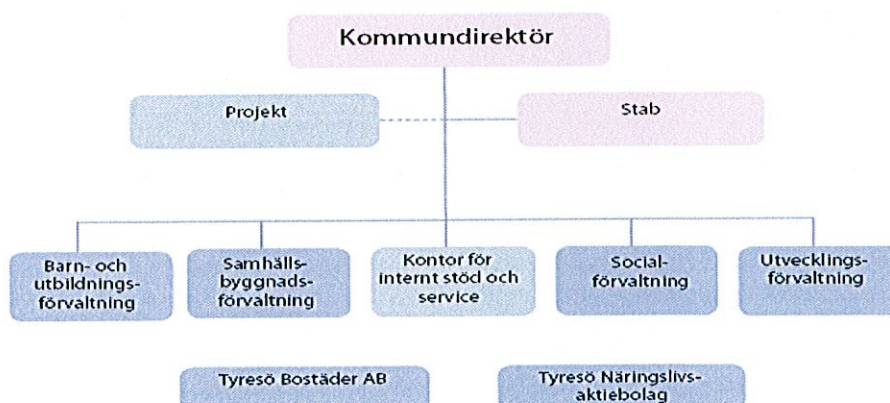 Kommundirektör
Projekt
Stab
Barn- och
utbildnings-
förvaltning
Samhälls-
byggnads-
förvaltning
Kontor för
internt stöd och
service
Social-
förvaltning
Utvecklings-
förvaltning
Tyresö Bostäder AB
Tyresö Näringslivs-
aktiebolag